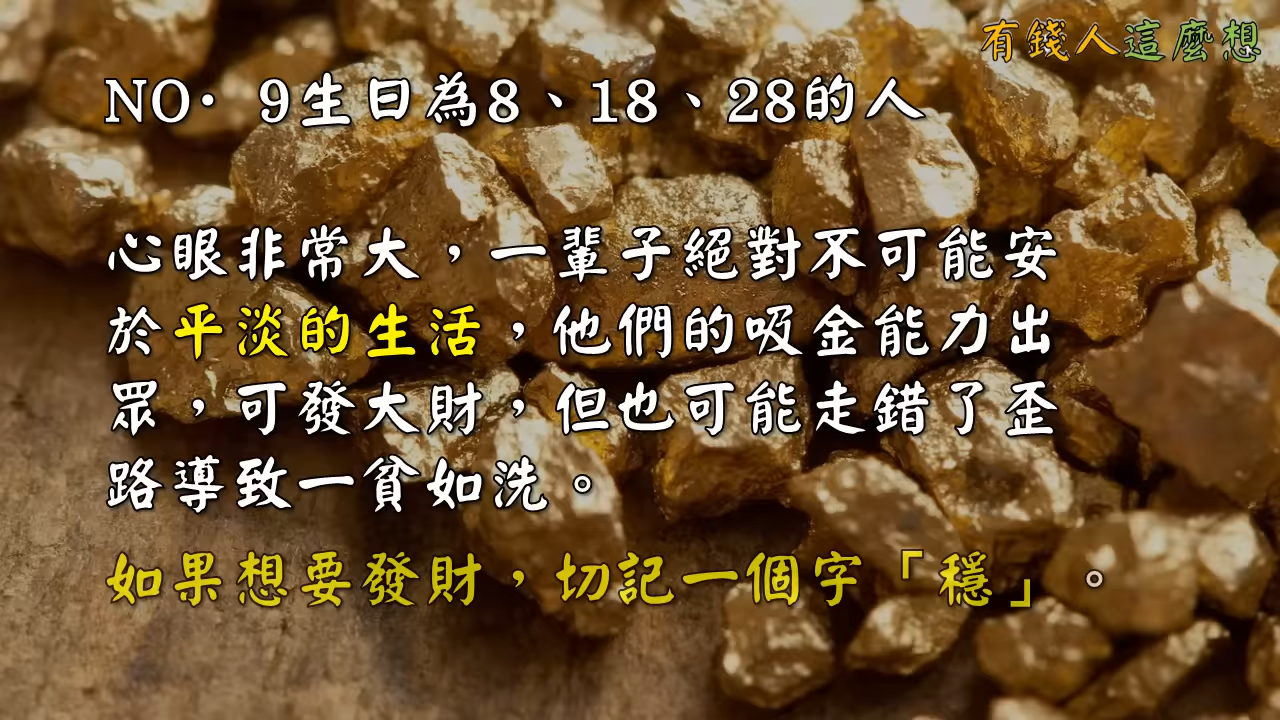 有錢人這麼想
NO. 9生日為8、18、28的人
心眼非常大，一輩子絕對不可能安
於平淡的生活，他們的吸金能力出
眾，可發大財，但也可能走錯了歪
路導致一貧如洗。
如果想要發財，切記一個字「穩」。